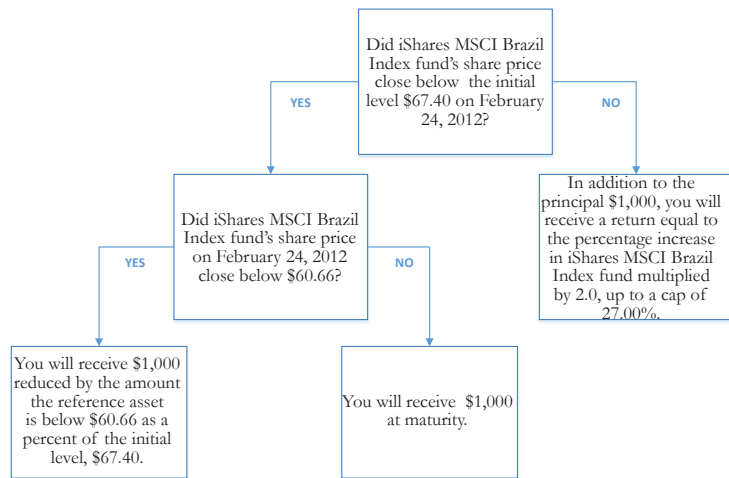 Did iShares MSCI Brazil
Index fund's share price
close below the initial
level $67.40 on February
24, 2012?
YES
NO
Did iShares MSCI Brazil
Index fund's share price
on February 24, 2012
close below $60.66?
In addition to the
principal $1,000, you will
receive a return equal to
the percentage increase
in iShares MSCI Brazil
Index fund multiplied
by 2.0, up to a cap of
27.00%.
YES
NO
You will receive $1,000
reduced by the amount
the reference asset
is below $60.66 as a
percent of the initial
level, $67.40.
You will receive $1,000
at maturity.